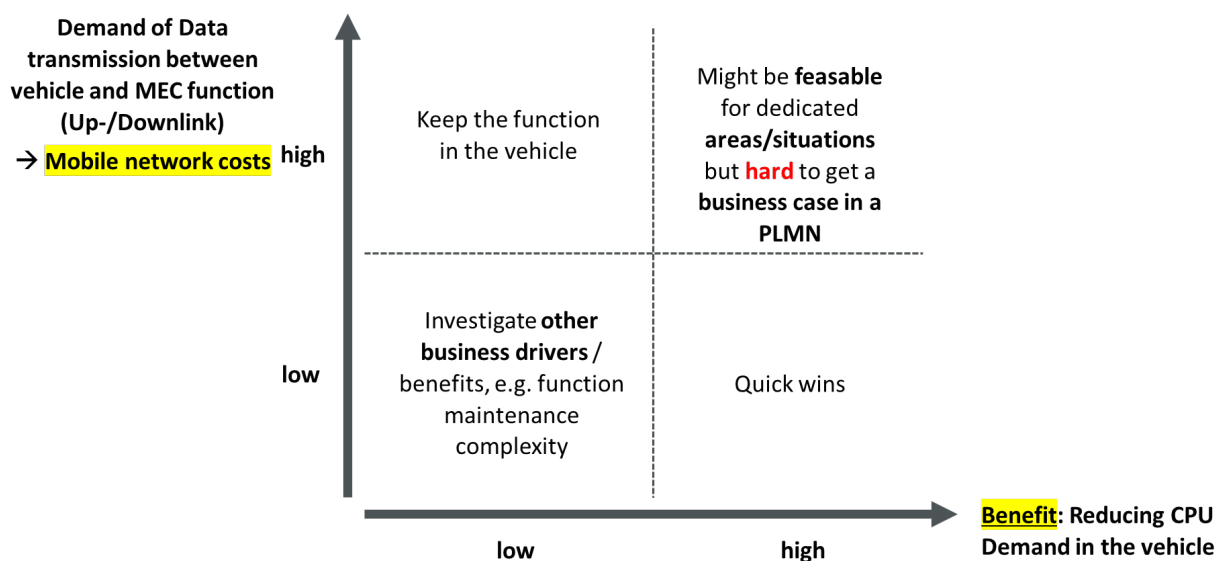 Demand of Data
transmission between
vehicle and MEC function
(Up-/Downlink)
→ Mobile network costs
high
Keep the function
in the vehicle
Might be feasable
for dedicated
areas/situations
but hard to get a
business case in a
PLMN
low
Investigate other
business drivers /
benefits, e.g. function
maintenance
complexity
Quick wins
low
high
Benefit: Reducing CPU
Demand in the vehicle